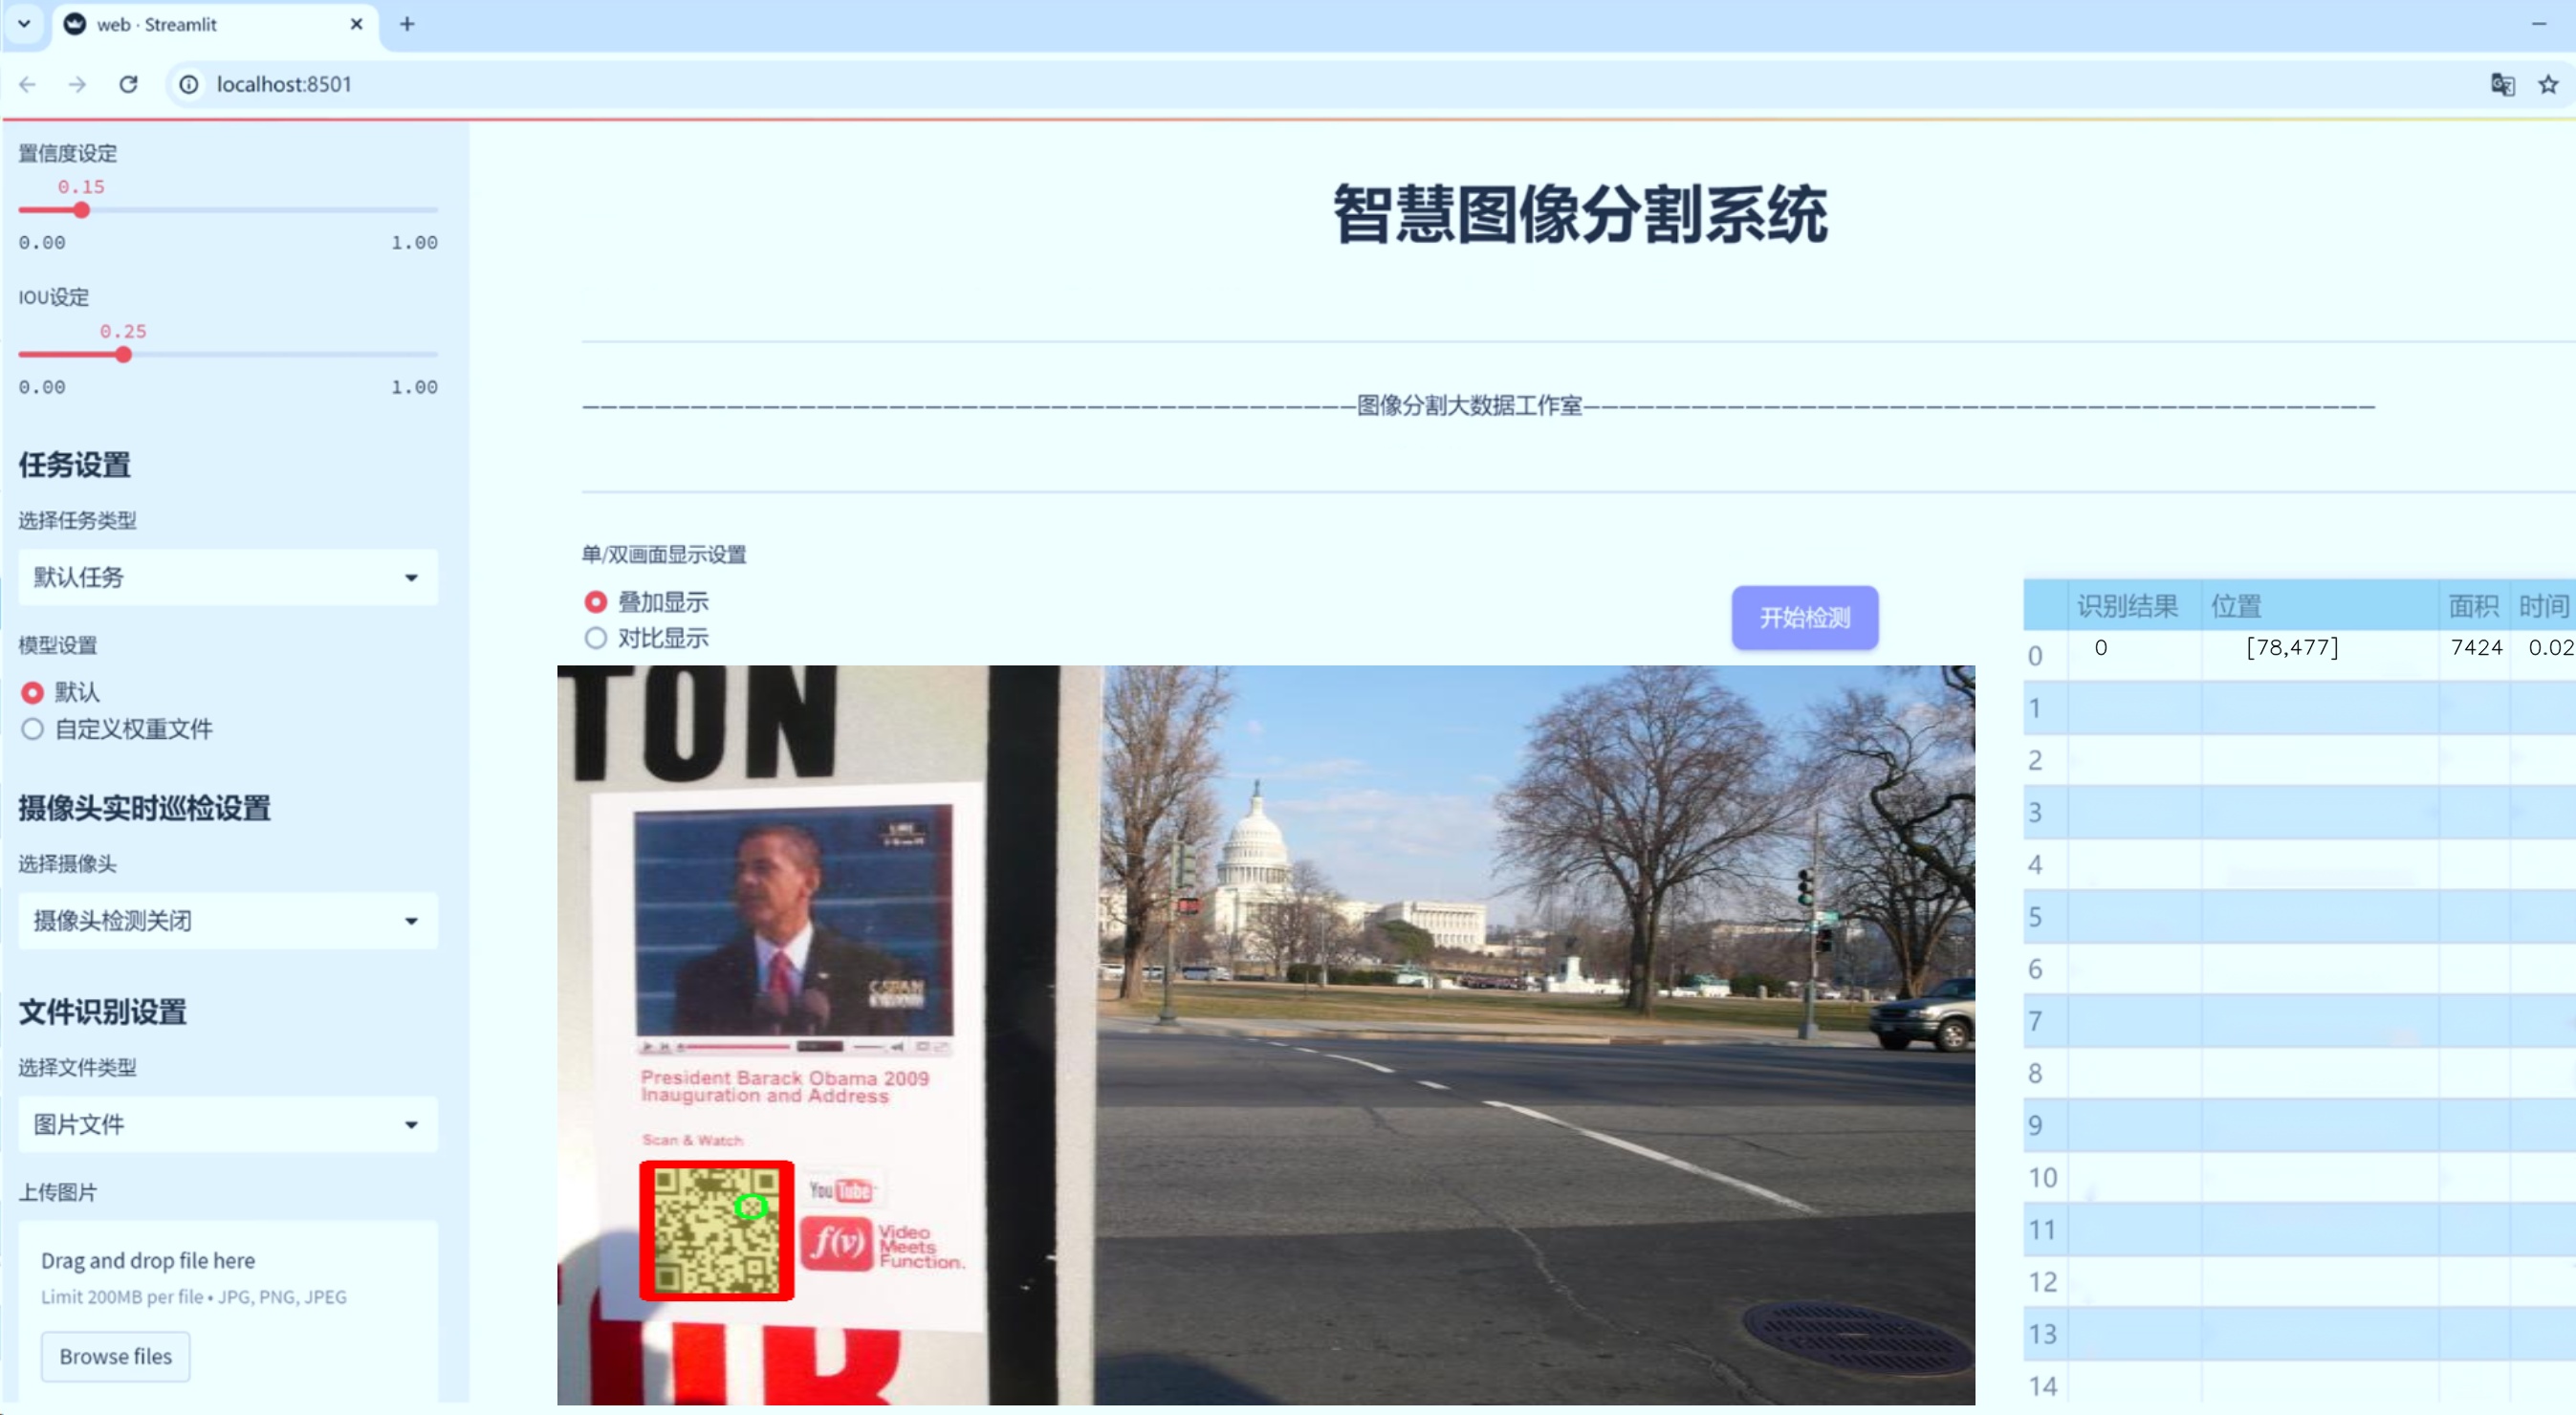 web · Streamlit
localhost:8501
置信度设定
0.15
0.00 1.00
IOU设定
0.25
0.00 1.00
任务设置
选择任务类型
默认任务
模型设置
默认
自定义权重文件
摄像头实时巡检设置
选择摄像头
摄像头检测关闭
文件识别设置
选择文件类型
图片文件
上传图片
Drag and drop file here
Limit 200MB per file • JPG, PNG, JPEG
Browse files
智慧图像分割系统
图像分割大数据工作室
单/双画面显示设置
叠加显示
对比显示
开始检测
TON
C-SPAN
President Barack Obama 2009
Inauguration and Address
Scan & Watch
YouTube
f(v) Video
Meets
Function.
识别结果 位置 面积 时间
0 0 [78,477] 7424 0.02
1
2
3
4
5
6
7
8
9
10
11
12
13
14